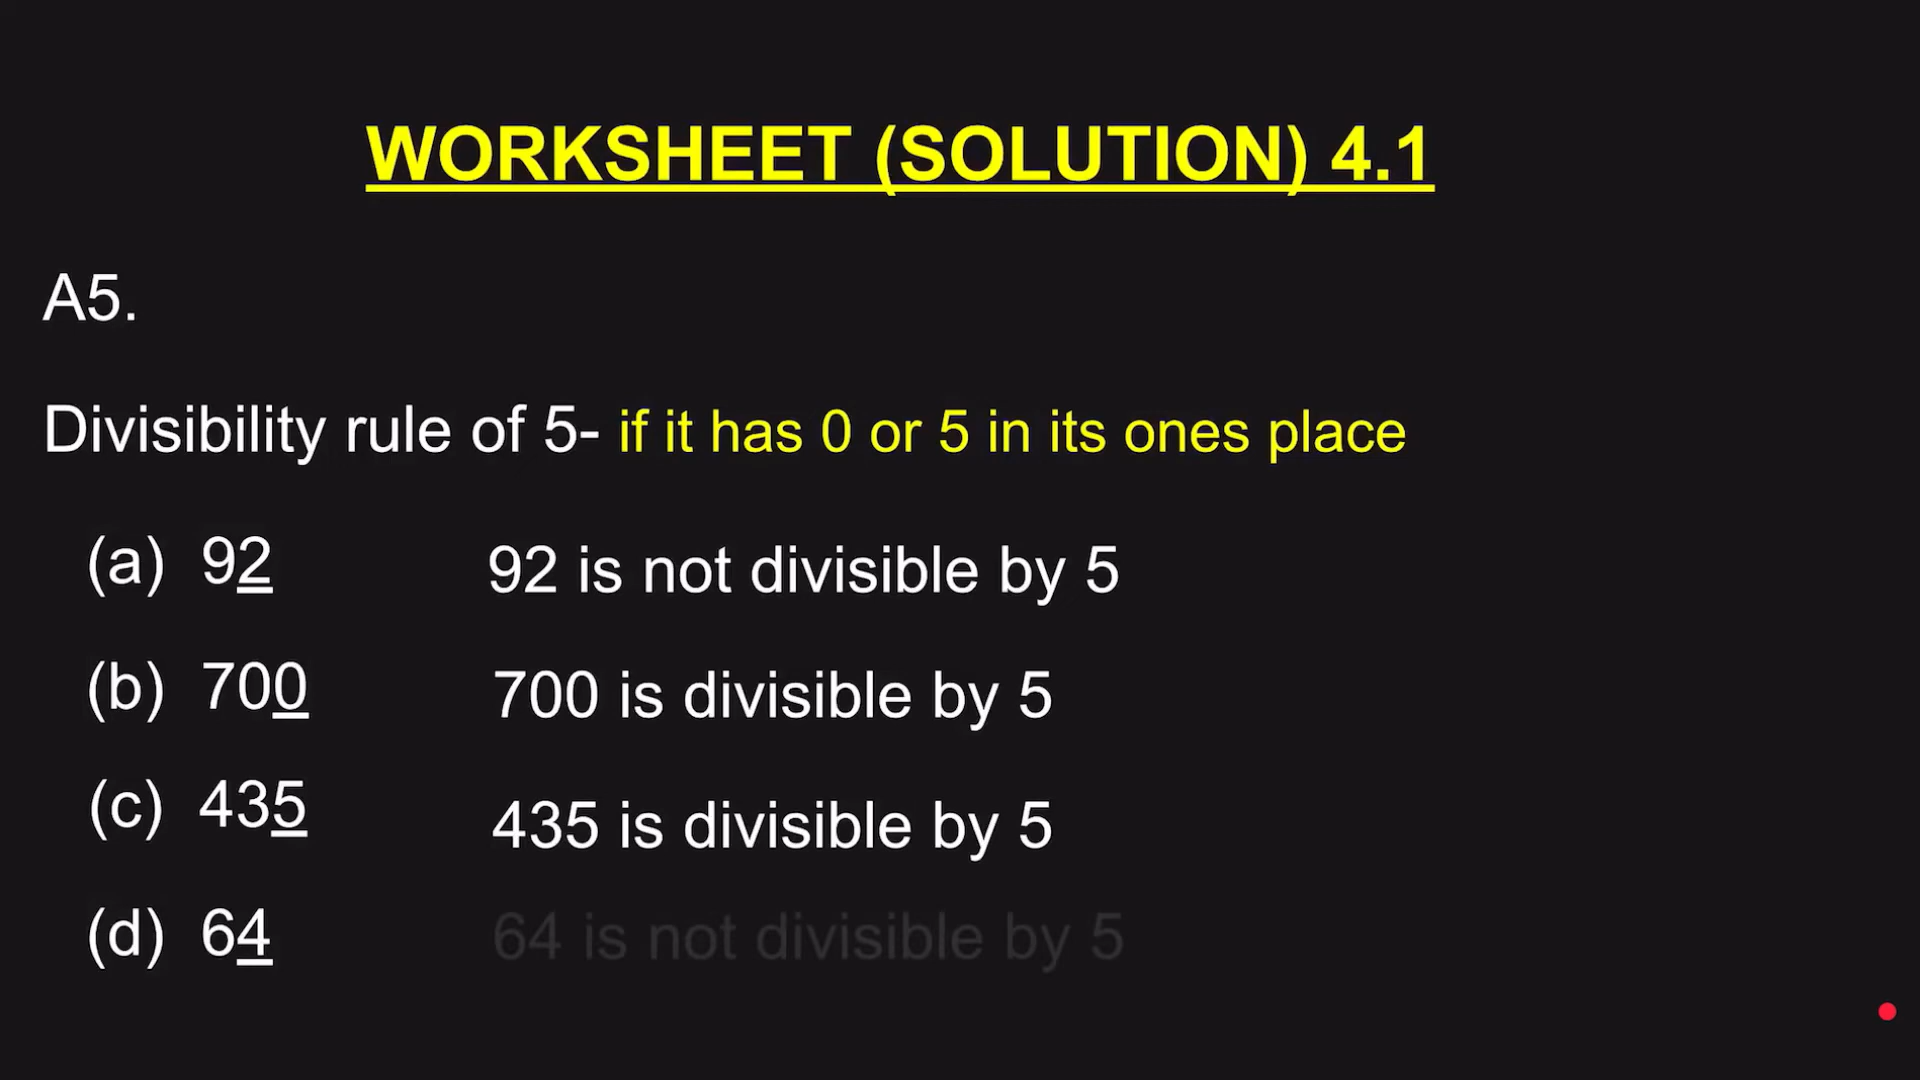 WORKSHEET (SOLUTION) 4.1
A5.
Divisibility rule of 5- if it has 0 or 5 in its ones place
(a) 92 92 is not divisible by 5
(b) 700 700 is divisible by 5
(c) 435 435 is divisible by 5
(d) 64 64 is not divisible by 5